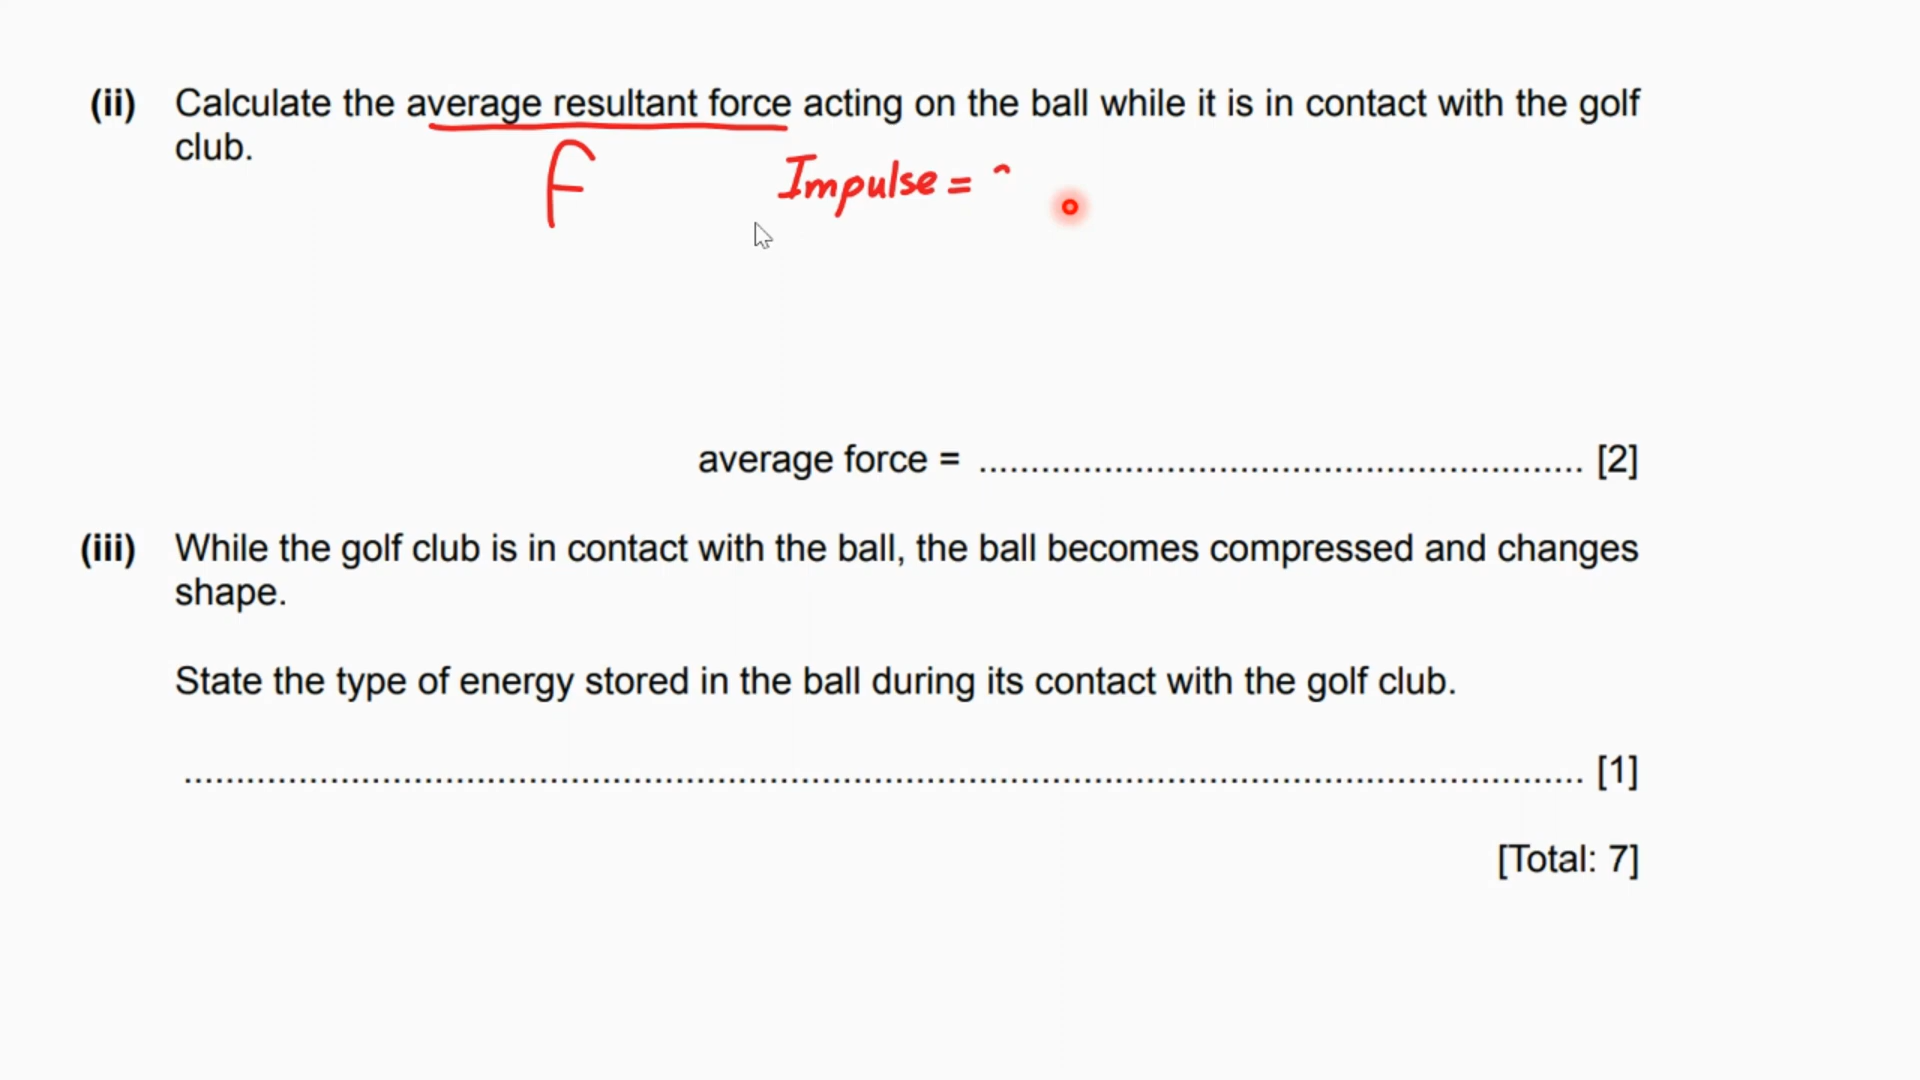 (ii) Calculate the average resultant force acting on the ball while it is in contact with the golf
club.
F Impulse =
average force = ........................................................... [2]
(iii) While the golf club is in contact with the ball, the ball becomes compressed and changes
shape.
State the type of energy stored in the ball during its contact with the golf club.
........................................................................................................................................ [1]
[Total: 7]